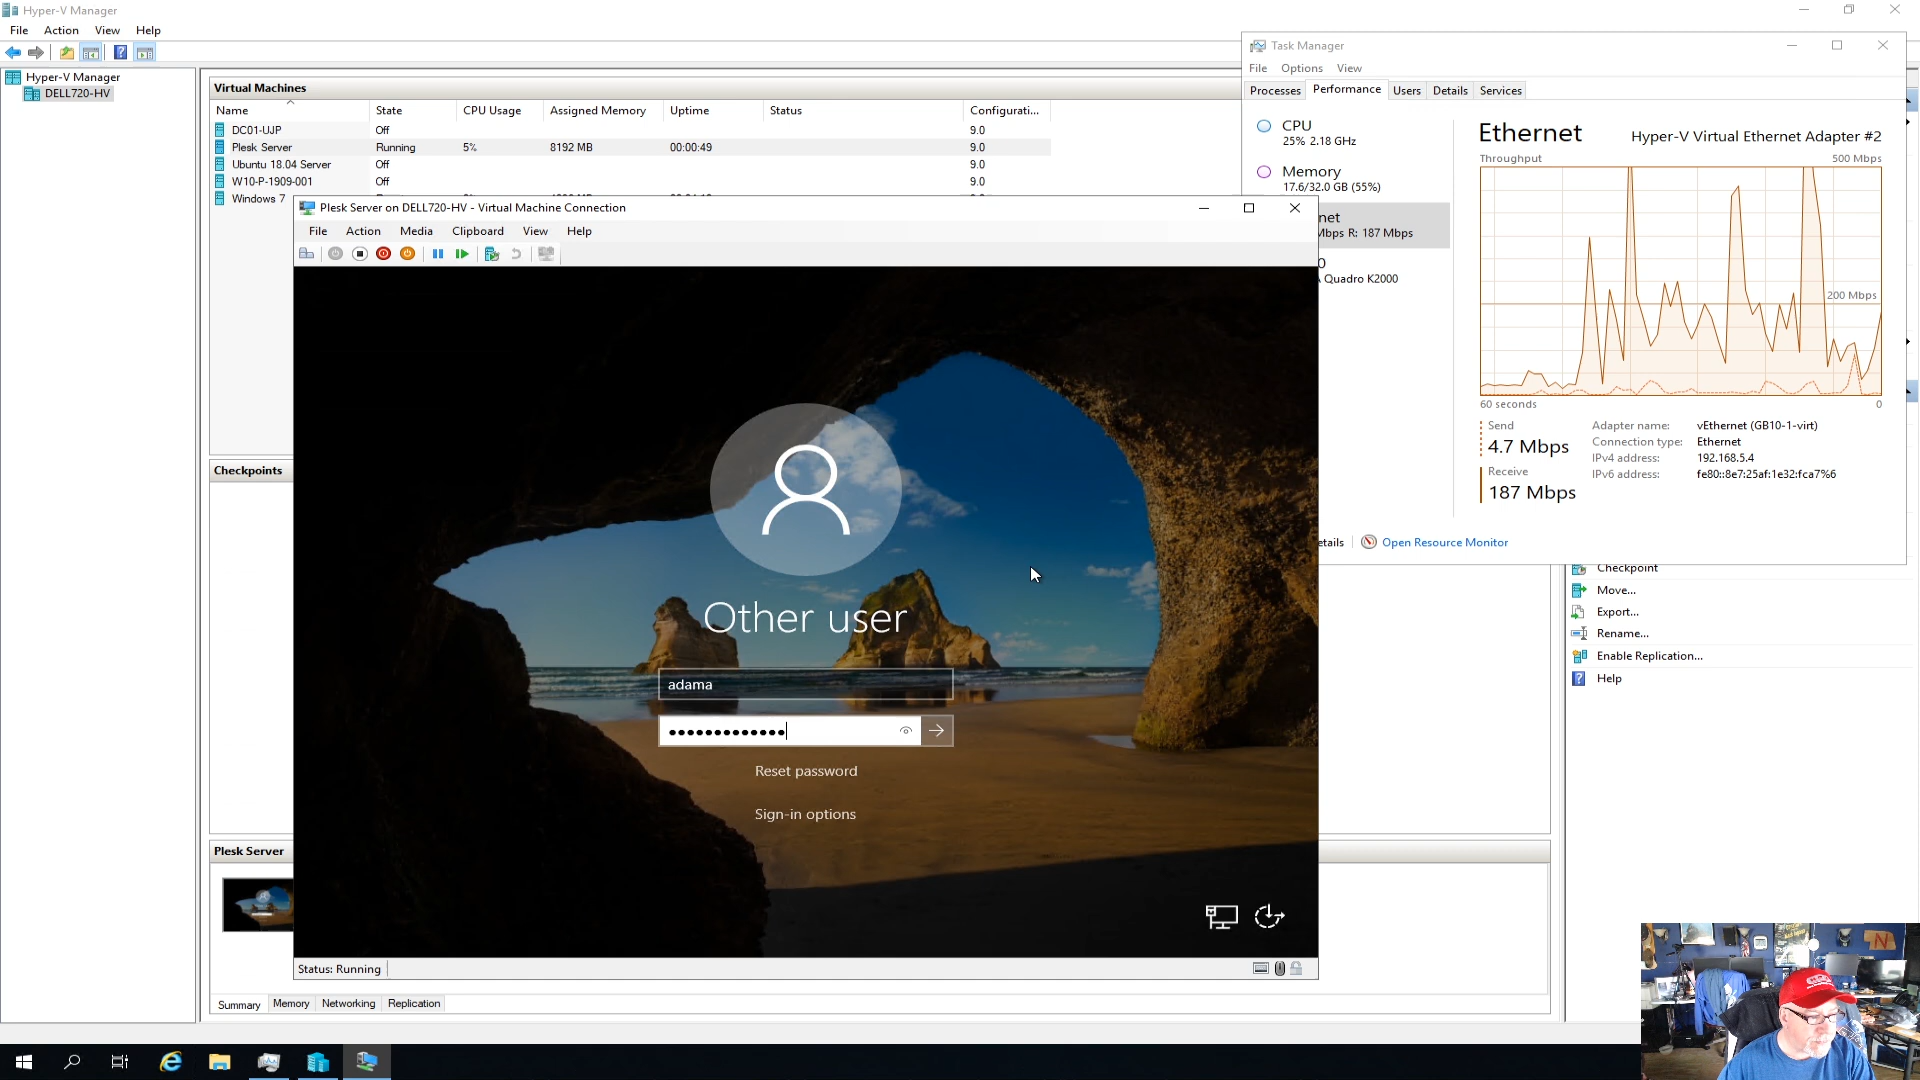 Hyper-V Manager
File Action View Help
Hyper-V Manager
DELL720-HV
Virtual Machines
Name State CPU Usage Assigned Memory Uptime Status Configurati...
DC01-UJP Off 9.0
Plesk Server Running 5% 8192 MB 00:00:49 9.0
Ubuntu 18.04 Server Off 9.0
W10-P-1909-001 Off 9.0
Windows 7
Checkpoints
Plesk Server
Summary Memory Networking Replication
Plesk Server on DELL720-HV - Virtual Machine Connection
File Action Media Clipboard View Help
Other user
adama
Reset password
Sign-in options
Status: Running
Task Manager
File Options View
Processes Performance Users Details Services
CPU
25% 2.18 GHz
Memory
17.6/32.0 GB (55%)
net
Mbps R: 187 Mbps
0
Quadro K2000
Ethernet Hyper-V Virtual Ethernet Adapter #2
Throughput 500 Mbps
200 Mbps
60 seconds 0
Send
4.7 Mbps
Receive
187 Mbps
Adapter name: vEthernet (GB10-1-virt)
Connection type: Ethernet
IPv4 address: 192.168.5.4
IPv6 address: fe80::8e7:25af:1e32:fca7%6
etails Open Resource Monitor
Checkpoint
Move...
Export...
Rename...
Enable Replication...
Help